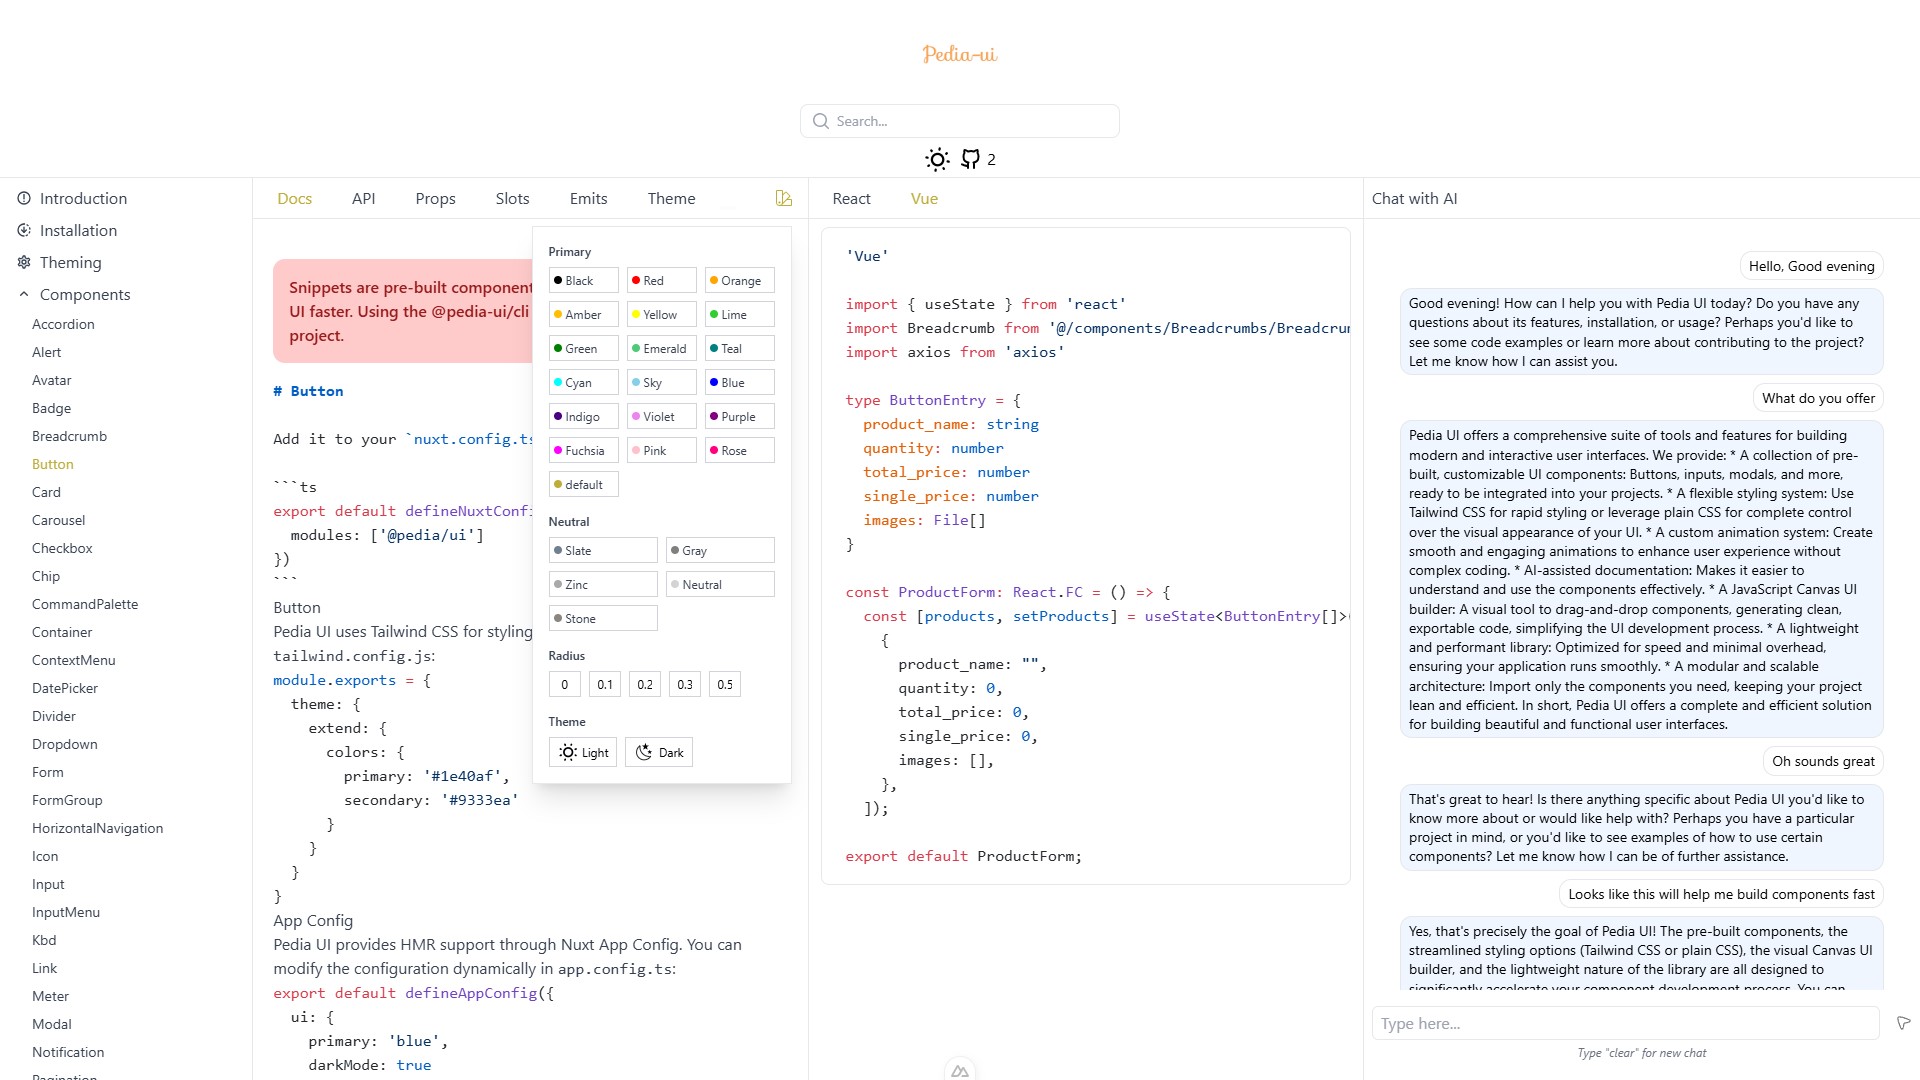 Pedia-ui
Search...
2
Introduction
Installation
Theming
Components
Accordion
Alert
Avatar
Badge
Breadcrumb
Button
Card
Carousel
Checkbox
Chip
CommandPalette
Container
ContextMenu
DatePicker
Divider
Dropdown
Form
FormGroup
HorizontalNavigation
Icon
Input
InputMenu
Kbd
Link
Meter
Modal
Notification
Docs API Props Slots Emits Theme
Snippets are pre-built component
UI faster. Using the @pedia-ui/cli
project.
# Button
Add it to your `nuxt.config.ts
```ts
export default defineNuxtConfi
modules: ['@pedia/ui']
})
```
Button
Pedia UI uses Tailwind CSS for styling
tailwind.config.js:
module.exports = {
theme: {
extend: {
colors: {
primary: '#1e40af',
secondary: '#9333ea'
}
}
}
}
App Config
Pedia UI provides HMR support through Nuxt App Config. You can
modify the configuration dynamically in app.config.ts:
export default defineAppConfig({
ui: {
primary: 'blue',
darkMode: true
Primary
Black Red Orange
Amber Yellow Lime
Green Emerald Teal
Cyan Sky Blue
Indigo Violet Purple
Fuchsia Pink Rose
default
Neutral
Slate Gray
Zinc Neutral
Stone
Radius
0 0.1 0.2 0.3 0.5
Theme
Light Dark
React Vue
'Vue'
import { useState } from 'react'
import Breadcrumb from '@/components/Breadcrumbs/Breadcrum
import axios from 'axios'
type ButtonEntry = {
product_name: string
quantity: number
total_price: number
single_price: number
images: File[]
}
const ProductForm: React.FC = () => {
const [products, setProducts] = useState<ButtonEntry[]>(
{
product_name: "",
quantity: 0,
total_price: 0,
single_price: 0,
images: [],
},
]);
export default ProductForm;
Chat with AI
Hello, Good evening
Good evening! How can I help you with Pedia UI today? Do you have any
questions about its features, installation, or usage? Perhaps you'd like to
see some code examples or learn more about contributing to the project?
Let me know how I can assist you.
What do you offer
Pedia UI offers a comprehensive suite of tools and features for building
modern and interactive user interfaces. We provide: * A collection of pre-
built, customizable UI components: Buttons, inputs, modals, and more,
ready to be integrated into your projects. * A flexible styling system: Use
Tailwind CSS for rapid styling or leverage plain CSS for complete control
over the visual appearance of your UI. * A custom animation system: Create
smooth and engaging animations to enhance user experience without
complex coding. * AI-assisted documentation: Makes it easier to
understand and use the components effectively. * A JavaScript Canvas UI
builder: A visual tool to drag-and-drop components, generating clean,
exportable code, simplifying the UI development process. * A lightweight
and performant library: Optimized for speed and minimal overhead,
ensuring your application runs smoothly. * A modular and scalable
architecture: Import only the components you need, keeping your project
lean and efficient. In short, Pedia UI offers a complete and efficient solution
for building beautiful and functional user interfaces.
Oh sounds great
That's great to hear! Is there anything specific about Pedia UI you'd like to
know more about or would like help with? Perhaps you have a particular
project in mind, or you'd like to see examples of how to use certain
components? Let me know how I can be of further assistance.
Looks like this will help me build components fast
Yes, that's precisely the goal of Pedia UI! The pre-built components, the
streamlined styling options (Tailwind CSS or plain CSS), the visual Canvas UI
builder, and the lightweight nature of the library are all designed to
significantly accelerate your component development process. You can
Type here...
Type "clear" for new chat